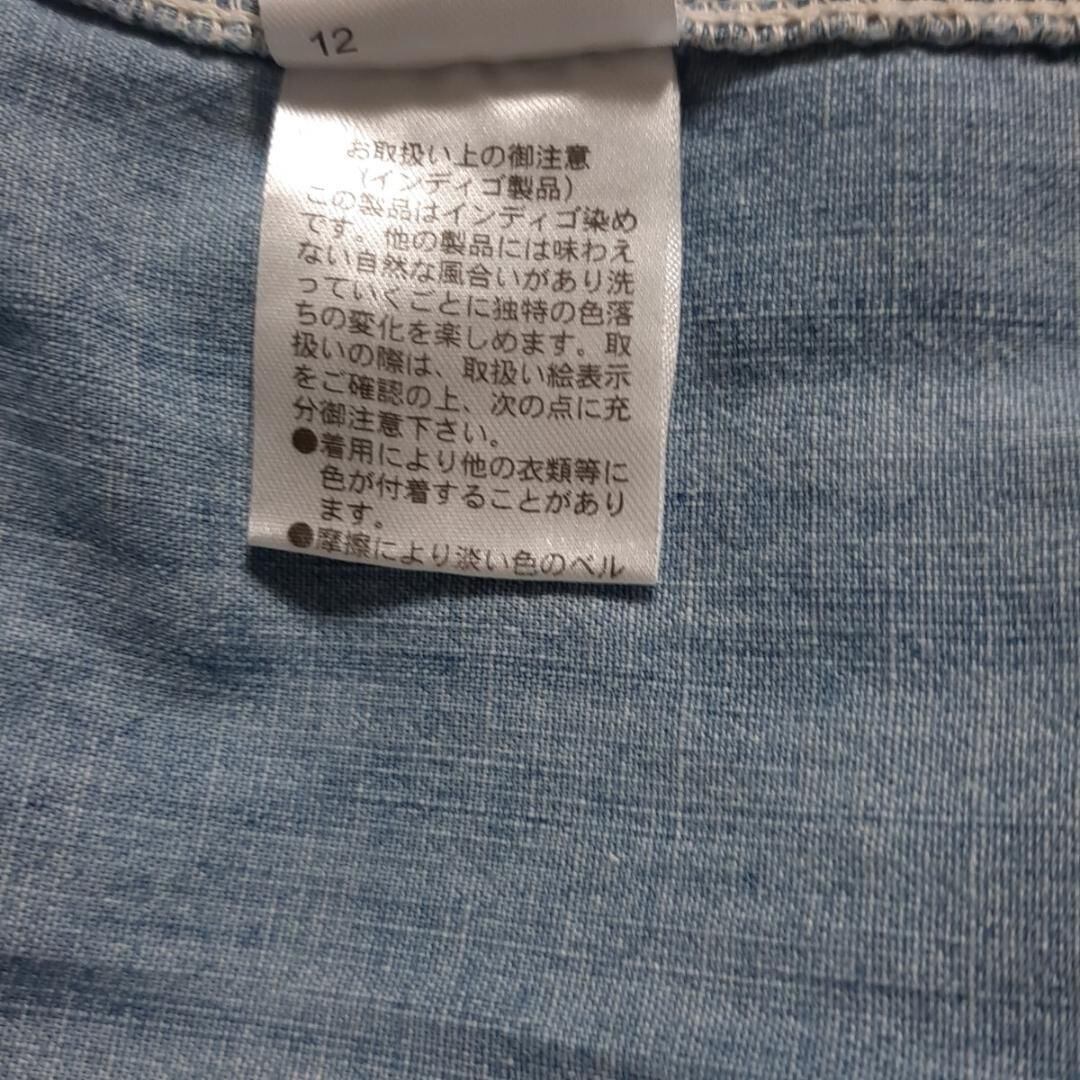 12
お取扱い上の御注意
(インディゴ製品)
この製品はインディゴ染め
です。他の製品には味わえ
ない自然な風合いがあり洗
っていくごとに独特の色落
ちの変化を楽しめます。取
扱いの際は、取扱い絵表示
をご確認の上、次の点に充
分御注意下さい。
●着用により他の衣類等に
色が付着することがあり
ます。
●摩擦により淡い色のベル